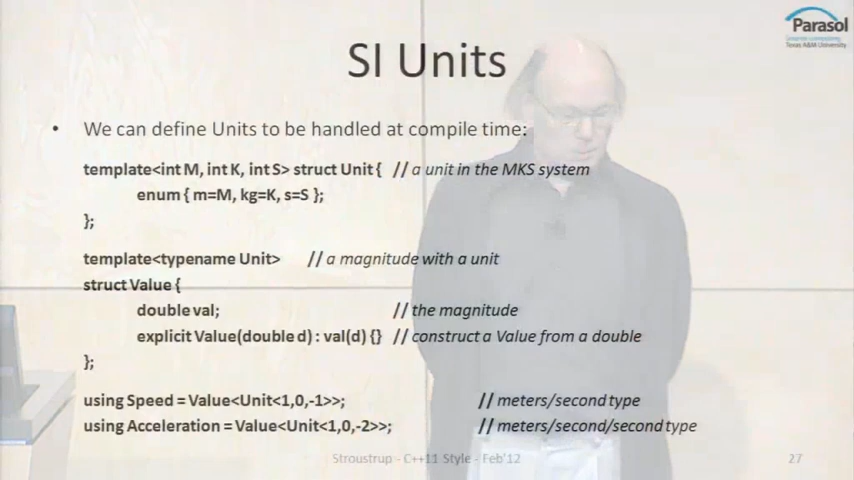 Parasol
Texas A&M University
SI Units
• We can define Units to be handled at compile time:
template<int M, int K, int S> struct Unit { // a unit in the MKS system
enum { m=M, kg=K, s=S };
};
template<typename Unit> // a magnitude with a unit
struct Value {
double val; // the magnitude
explicit Value(double d) : val(d) {} // construct a Value from a double
};
using Speed = Value<Unit<1,0,-1>>; // meters/second type
using Acceleration = Value<Unit<1,0,-2>>; // meters/second/second type
Stroustrup - C++11 Style - Feb'12
27